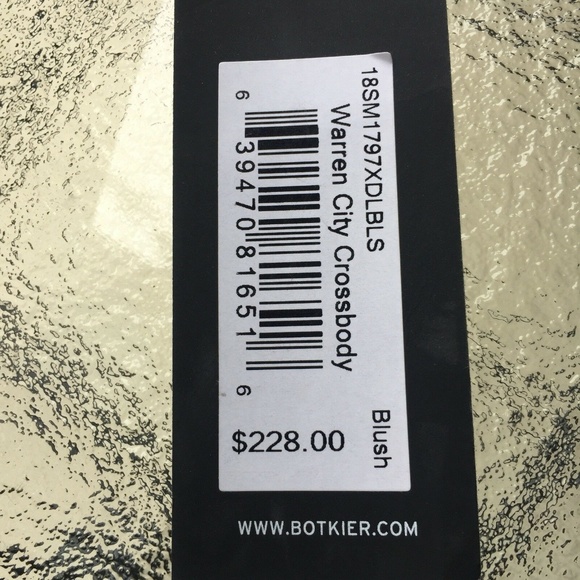 18SM1797XDLBLS
Warren City Crossbody
Blush
6 39470 81651 6
$228.00
WWW.BOTKIER.COM